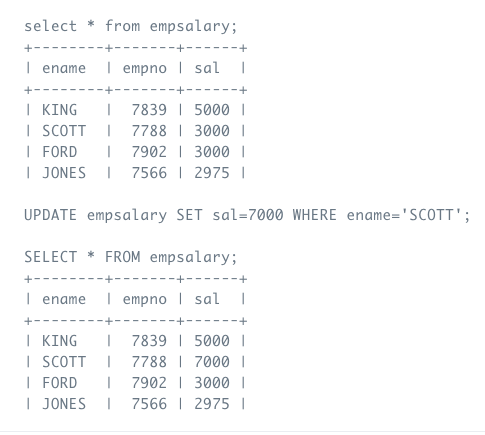 select * from empsalary;
+--------+-------+------+
| ename  | empno | sal  |
+--------+-------+------+
| KING   |  7839 | 5000 |
| SCOTT  |  7788 | 3000 |
| FORD   |  7902 | 3000 |
| JONES  |  7566 | 2975 |

UPDATE empsalary SET sal=7000 WHERE ename='SCOTT';

SELECT * FROM empsalary;
+--------+-------+------+
| ename  | empno | sal  |
+--------+-------+------+
| KING   |  7839 | 5000 |
| SCOTT  |  7788 | 7000 |
| FORD   |  7902 | 3000 |
| JONES  |  7566 | 2975 |